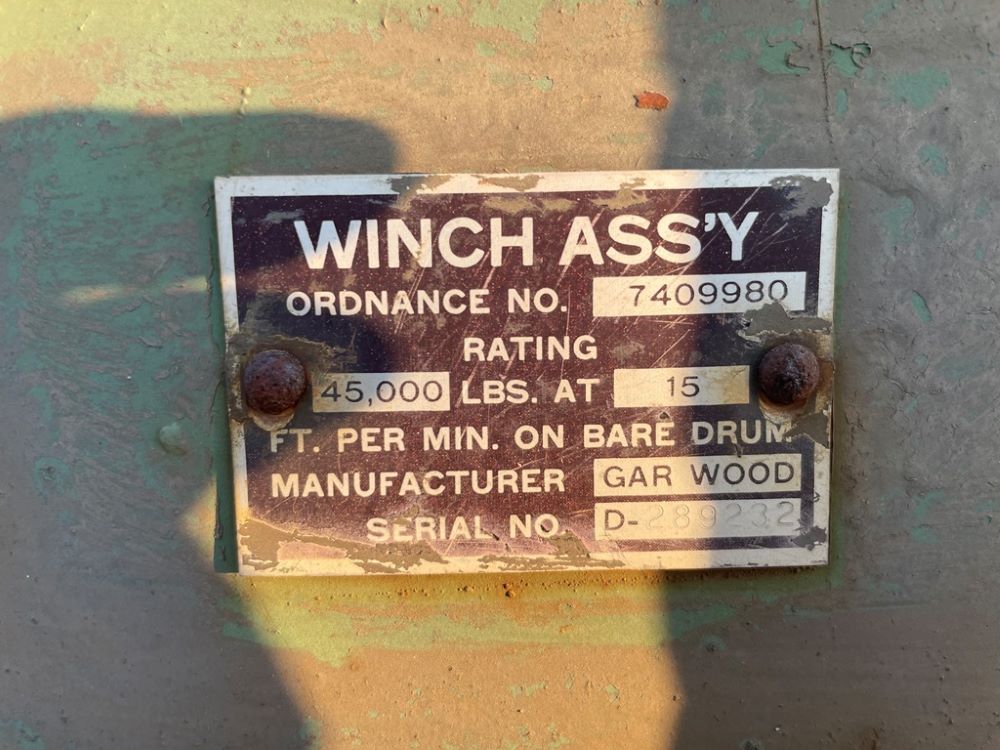 WINCH ASS'Y
ORDNANCE NO. 7409980
RATING
45,000 LBS. AT 15
FT. PER MIN. ON BARE DRUM.
MANUFACTURER GAR WOOD
SERIAL NO. D-289232